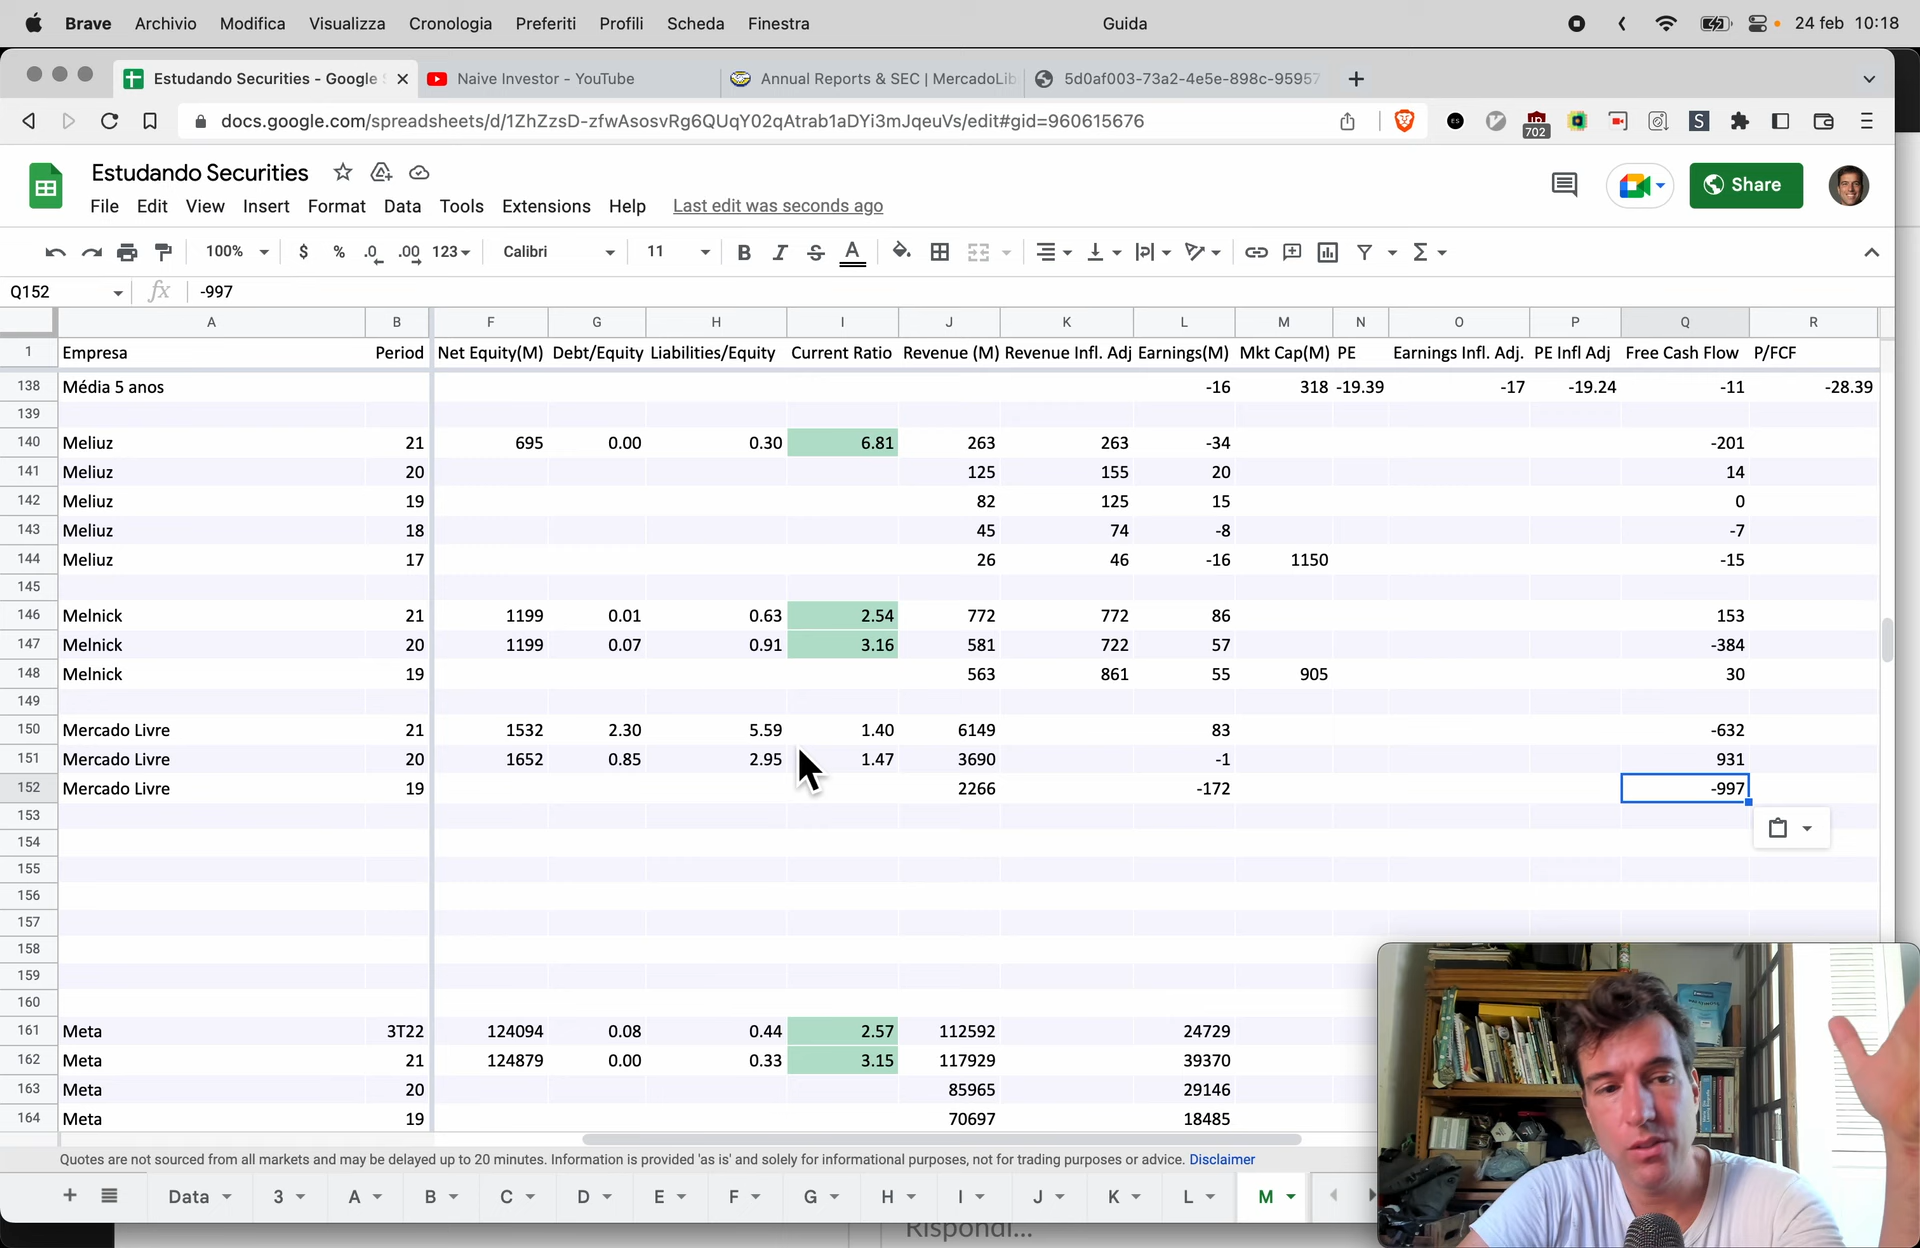 Brave Archivio Modifica Visualizza Cronologia Preferiti Profili Scheda Finestra Guida 24 feb 10:18
Estudando Securities - Google S Naive Investor - YouTube Annual Reports & SEC | MercadoLib 5d0af003-73a2-4e5e-898c-95957
docs.google.com/spreadsheets/d/1ZhZzsD-zfwAsosvRg6QUqY02qAtrab1aDYi3mJqeuVs/edit#gid=960615676 702
Estudando Securities Share
File Edit View Insert Format Data Tools Extensions Help Last edit was seconds ago
100% $ % .0 .00 123 Calibri 11 B I S A
Q152 fx -997
A B F G H I J K L M N O P Q R
1 Empresa Period Net Equity(M) Debt/Equity Liabilities/Equity Current Ratio Revenue (M) Revenue Infl. Adj Earnings(M) Mkt Cap(M) PE Earnings Infl. Adj. PE Infl Adj Free Cash Flow P/FCF
138 Média 5 anos -16 318 -19.39 -17 -19.24 -11 -28.39
139
140 Meliuz 21 695 0.00 0.30 6.81 263 263 -34 -201
141 Meliuz 20 125 155 20 14
142 Meliuz 19 82 125 15 0
143 Meliuz 18 45 74 -8 -7
144 Meliuz 17 26 46 -16 1150 -15
145
146 Melnick 21 1199 0.01 0.63 2.54 772 772 86 153
147 Melnick 20 1199 0.07 0.91 3.16 581 722 57 -384
148 Melnick 19 563 861 55 905 30
149
150 Mercado Livre 21 1532 2.30 5.59 1.40 6149 83 -632
151 Mercado Livre 20 1652 0.85 2.95 1.47 3690 -1 931
152 Mercado Livre 19 2266 -172 -997
153
154
155
156
157
158
159
160
161 Meta 3T22 124094 0.08 0.44 2.57 112592 24729
162 Meta 21 124879 0.00 0.33 3.15 117929 39370
163 Meta 20 85965 29146
164 Meta 19 70697 18485
Quotes are not sourced from all markets and may be delayed up to 20 minutes. Information is provided 'as is' and solely for informational purposes, not for trading purposes or advice. Disclaimer
Data 3 A B C D E F G H I J K L M
Rispondi...